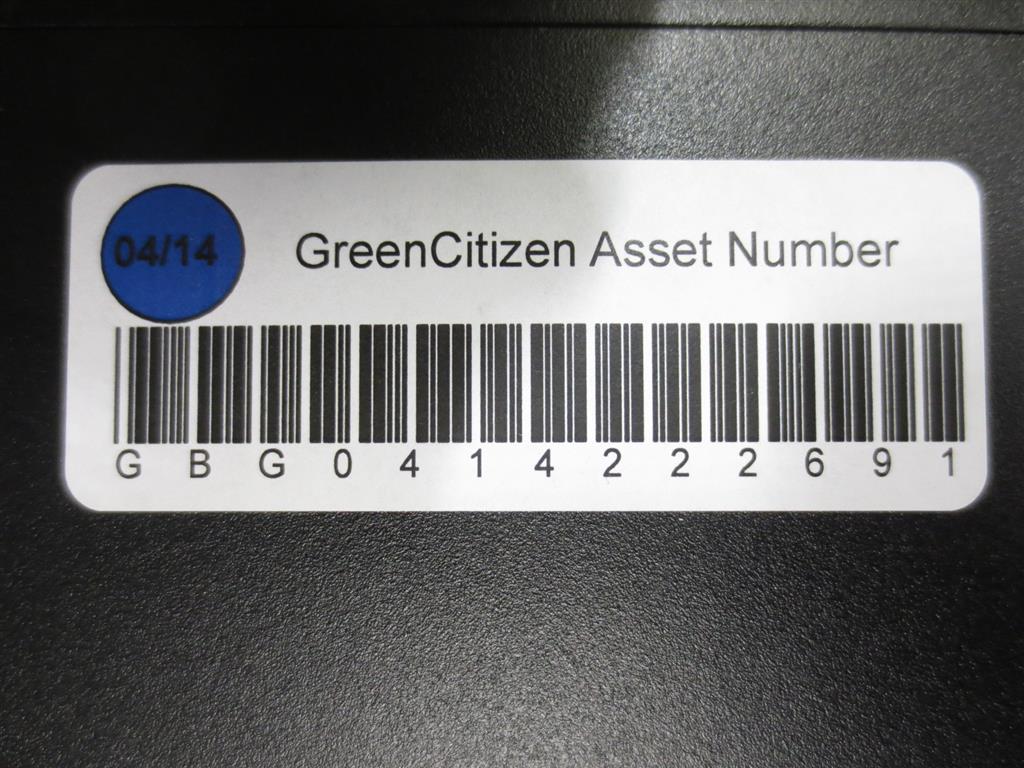 04/14
GreenCitizen Asset Number
G B G 0 4 1 4 2 2 2 6 9 1